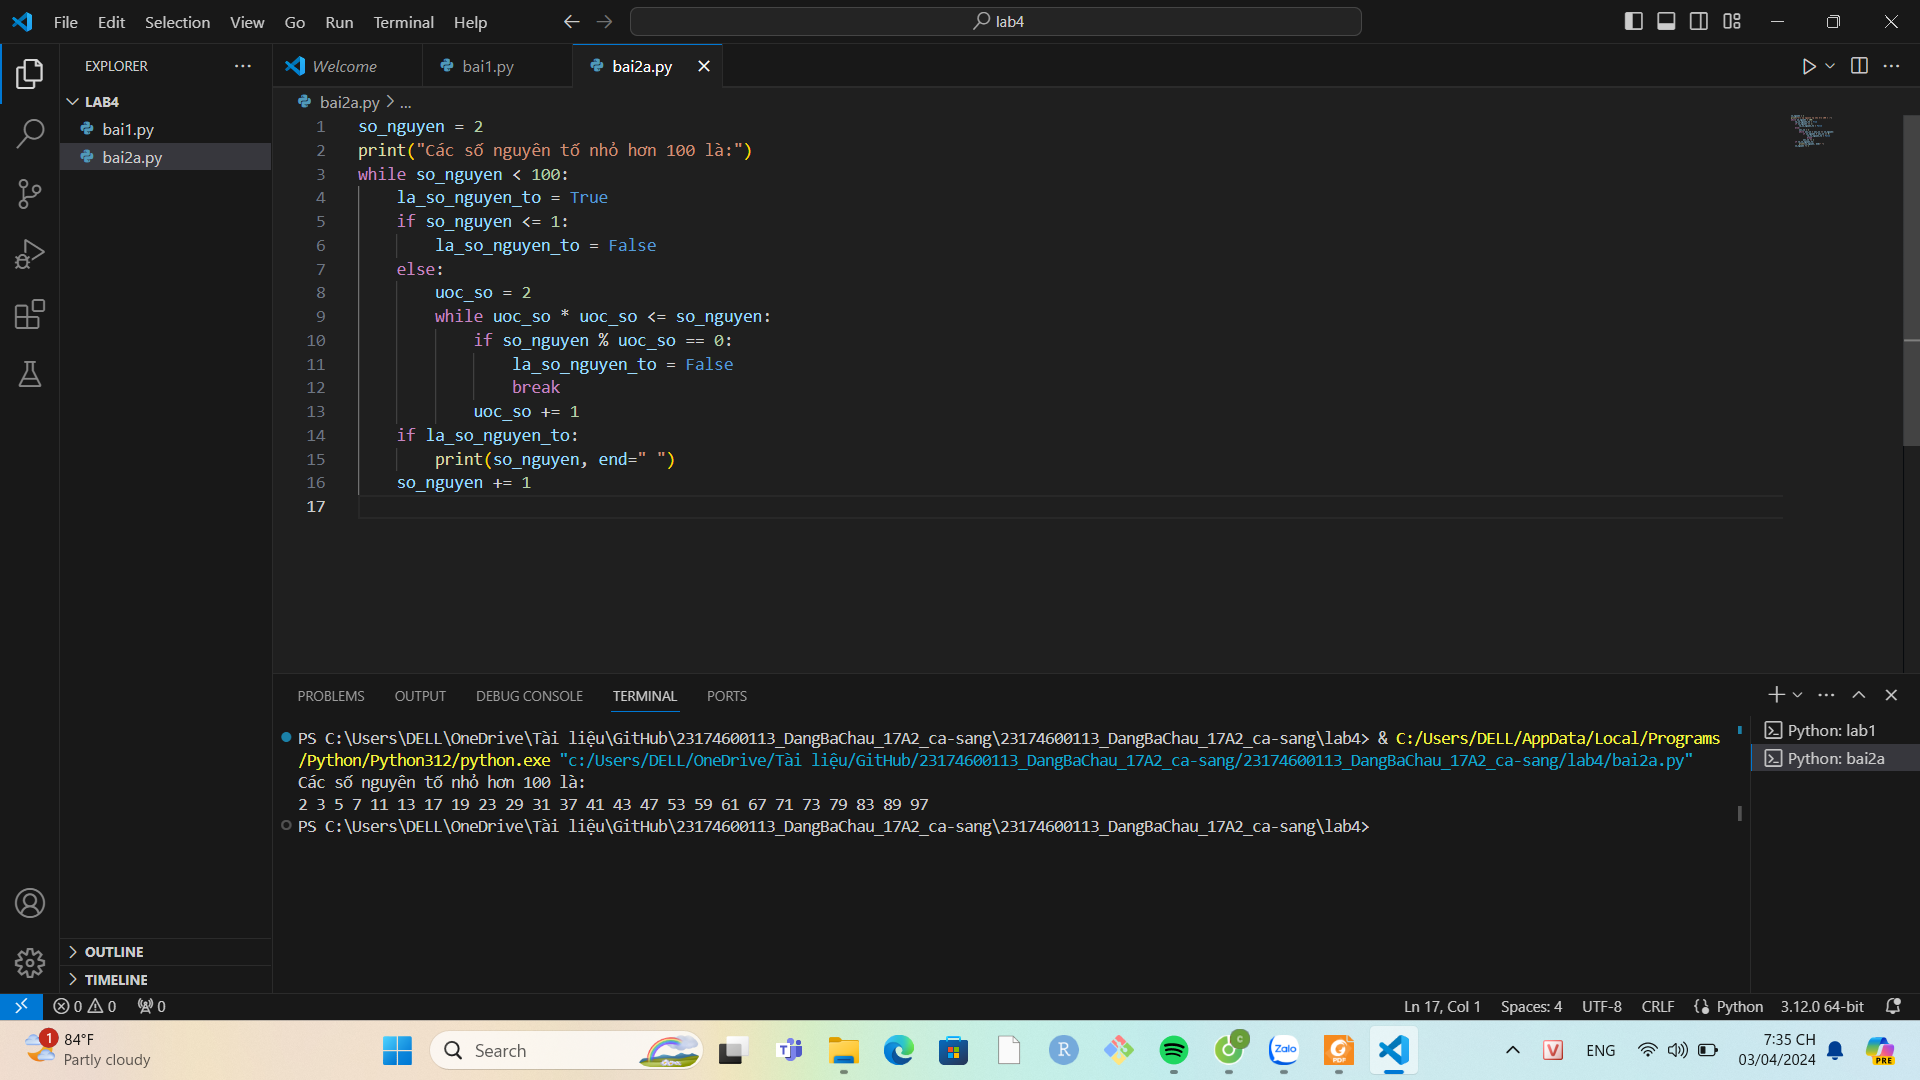 File Edit Selection View Go Run Terminal Help
lab4
EXPLORER
LAB4
bai1.py
bai2a.py
OUTLINE
TIMELINE
Welcome
bai1.py
bai2a.py
bai2a.py > ...
1 so_nguyen = 2
2 print("Các số nguyên tố nhỏ hơn 100 là:")
3 while so_nguyen < 100:
4     la_so_nguyen_to = True
5     if so_nguyen <= 1:
6         la_so_nguyen_to = False
7     else:
8         uoc_so = 2
9         while uoc_so * uoc_so <= so_nguyen:
10             if so_nguyen % uoc_so == 0:
11                 la_so_nguyen_to = False
12                 break
13             uoc_so += 1
14     if la_so_nguyen_to:
15         print(so_nguyen, end=" ")
16     so_nguyen += 1
17
PROBLEMS OUTPUT DEBUG CONSOLE TERMINAL PORTS
PS C:\Users\DELL\OneDrive\Tài liệu\GitHub\23174600113_DangBaChau_17A2_ca-sang\23174600113_DangBaChau_17A2_ca-sang\lab4> & C:/Users/DELL/AppData/Local/Programs
/Python/Python312/python.exe "c:/Users/DELL/OneDrive/Tài liệu/GitHub/23174600113_DangBaChau_17A2_ca-sang/23174600113_DangBaChau_17A2_ca-sang/lab4/bai2a.py"
Các số nguyên tố nhỏ hơn 100 là:
2 3 5 7 11 13 17 19 23 29 31 37 41 43 47 53 59 61 67 71 73 79 83 89 97
PS C:\Users\DELL\OneDrive\Tài liệu\GitHub\23174600113_DangBaChau_17A2_ca-sang\23174600113_DangBaChau_17A2_ca-sang\lab4>
Python: lab1
Python: bai2a
0 0 0
Ln 17, Col 1 Spaces: 4 UTF-8 CRLF Python 3.12.0 64-bit
1
84°F
Partly cloudy
Search
R
c
Zalo
PDF
V
ENG
7:35 CH
03/04/2024
PRE